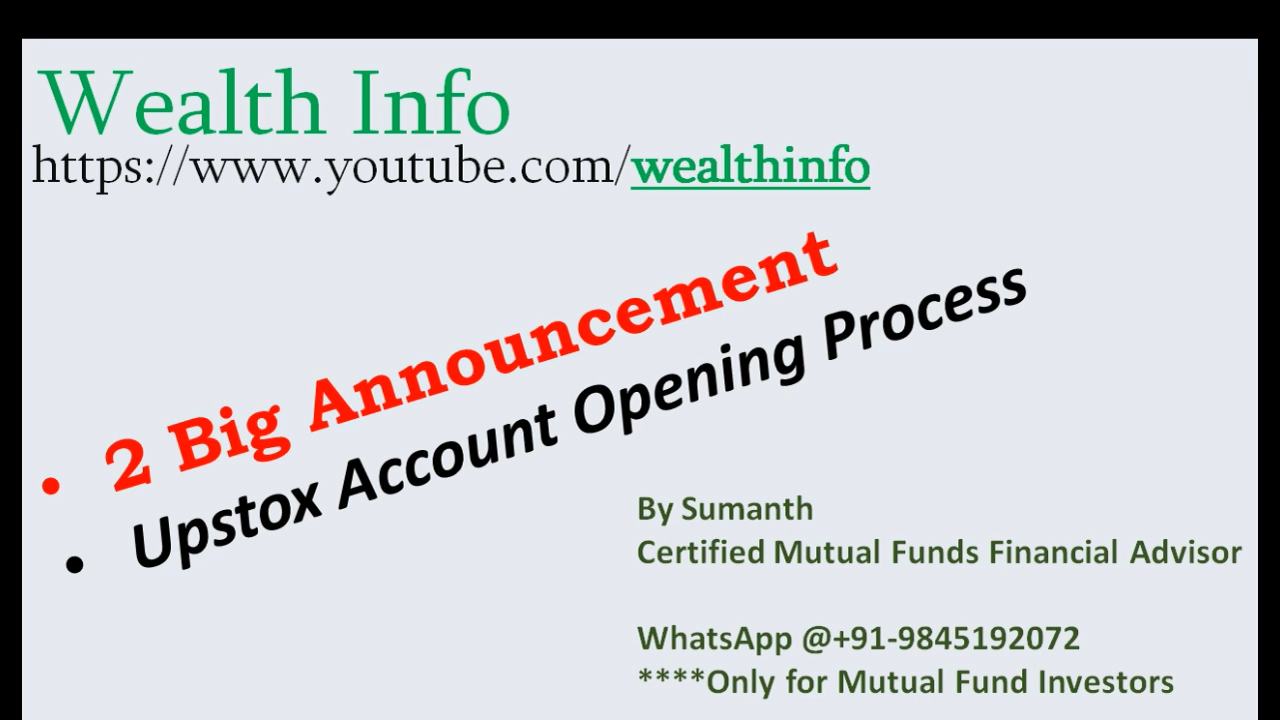 Wealth Info
https://www.youtube.com/wealthinfo
• 2 Big Announcement
• Upstox Account Opening Process
By Sumanth
Certified Mutual Funds Financial Advisor
WhatsApp @+91-9845192072
****Only for Mutual Fund Investors